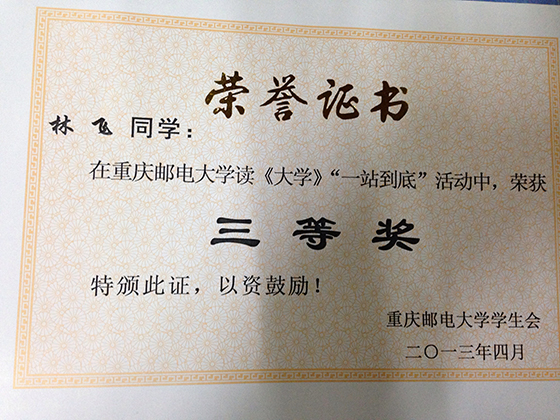 荣誉证书
林飞同学：
在重庆邮电大学读《大学》“一站到底”活动中，荣获
三等奖
特颁此证，以资鼓励！
重庆邮电大学学生会
二〇一三年四月